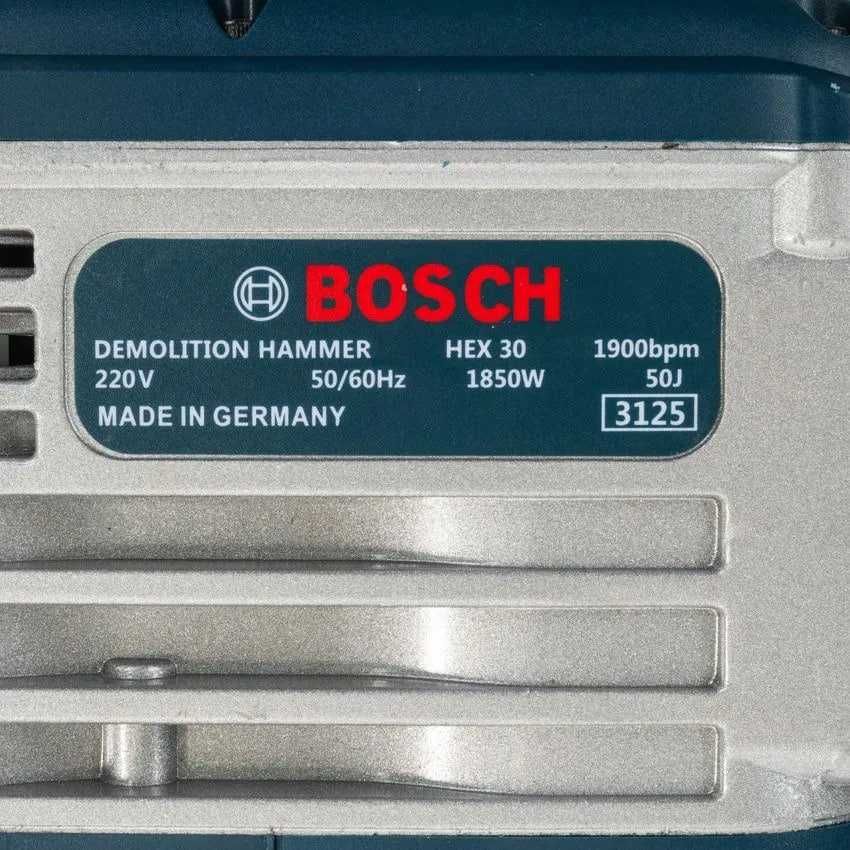 BOSCH
DEMOLITION HAMMER HEX 30 1900bpm
220V 50/60Hz 1850W 50J
MADE IN GERMANY 3125